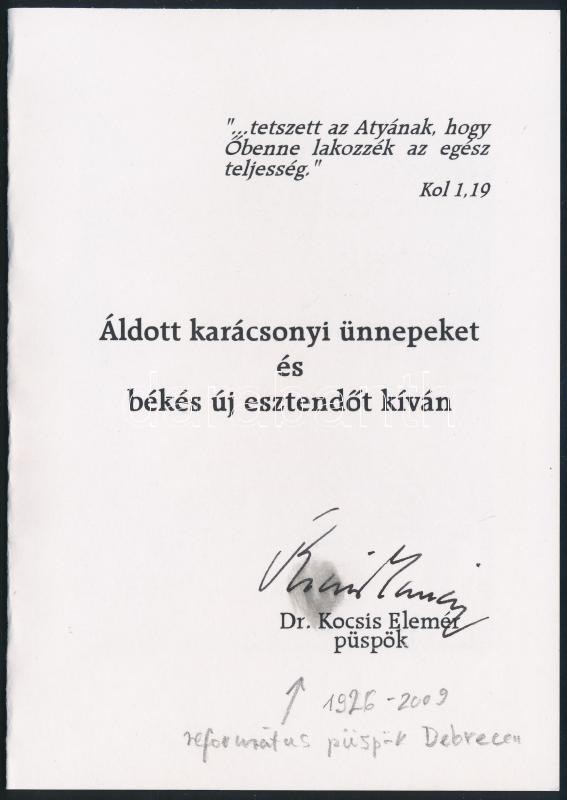 "...tetszett az Atyának, hogy
Őbenne lakozzék az egész
teljesség."
Kol 1,19
Áldott karácsonyi ünnepeket
és
békés új esztendőt kíván
darabanth
Dr. Kocsis Elemér
püspök
↑ 1926-2009
református püspök Debrecen